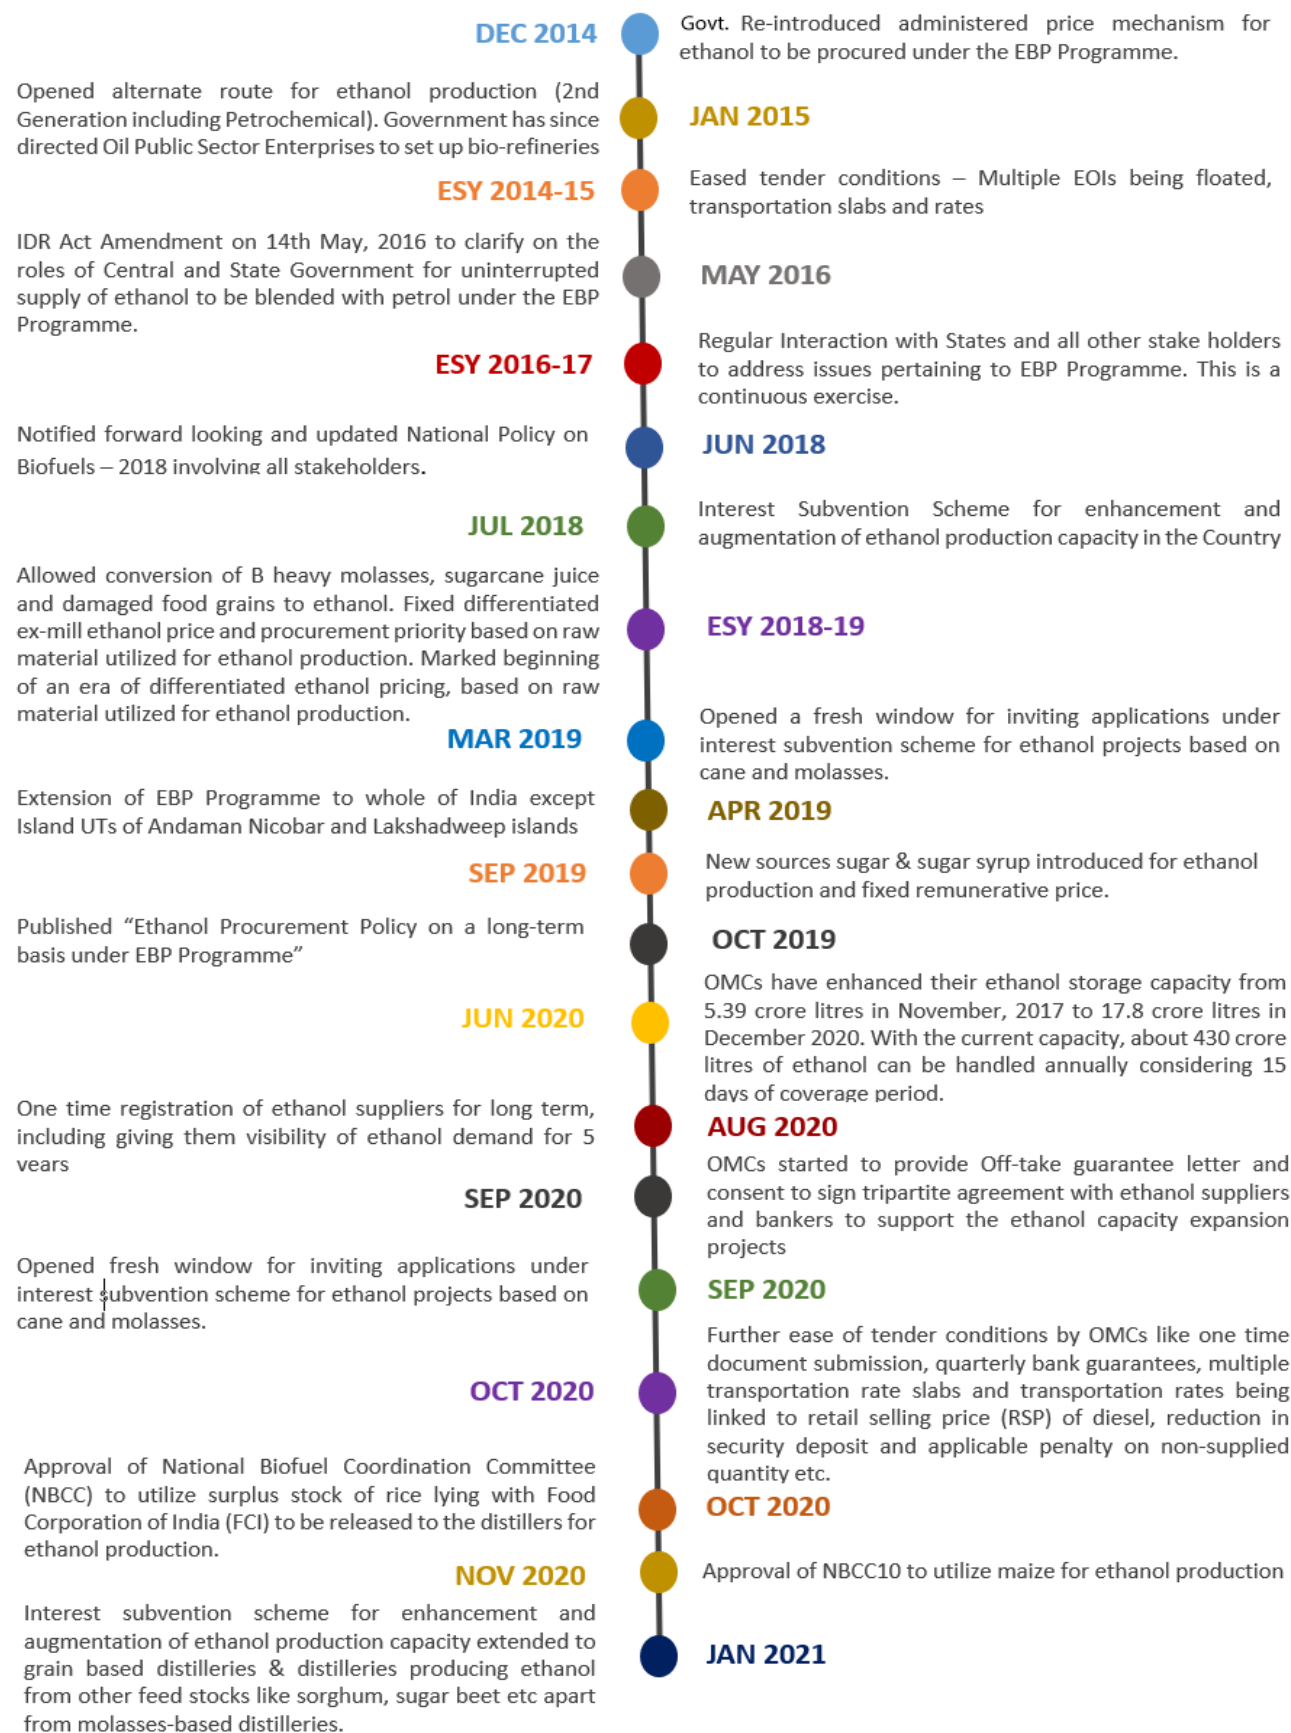 DEC 2014
Govt. Re-introduced administered price mechanism for
ethanol to be procured under the EBP Programme.
Opened alternate route for ethanol production (2nd
Generation including Petrochemical). Government has since
directed Oil Public Sector Enterprises to set up bio-refineries
JAN 2015
ESY 2014-15
Eased tender conditions – Multiple EOIs being floated,
transportation slabs and rates
IDR Act Amendment on 14th May, 2016 to clarify on the
roles of Central and State Government for uninterrupted
supply of ethanol to be blended with petrol under the EBP
Programme.
MAY 2016
ESY 2016-17
Regular Interaction with States and all other stake holders
to address issues pertaining to EBP Programme. This is a
continuous exercise.
Notified forward looking and updated National Policy on
Biofuels – 2018 involving all stakeholders.
JUN 2018
JUL 2018
Interest Subvention Scheme for enhancement and
augmentation of ethanol production capacity in the Country
Allowed conversion of B heavy molasses, sugarcane juice
and damaged food grains to ethanol. Fixed differentiated
ex-mill ethanol price and procurement priority based on raw
material utilized for ethanol production. Marked beginning
of an era of differentiated ethanol pricing, based on raw
material utilized for ethanol production.
ESY 2018-19
MAR 2019
Opened a fresh window for inviting applications under
interest subvention scheme for ethanol projects based on
cane and molasses.
Extension of EBP Programme to whole of India except
Island UTs of Andaman Nicobar and Lakshadweep islands
APR 2019
SEP 2019
New sources sugar & sugar syrup introduced for ethanol
production and fixed remunerative price.
Published “Ethanol Procurement Policy on a long-term
basis under EBP Programme”
OCT 2019
JUN 2020
OMCs have enhanced their ethanol storage capacity from
5.39 crore litres in November, 2017 to 17.8 crore litres in
December 2020. With the current capacity, about 430 crore
litres of ethanol can be handled annually considering 15
days of coverage period.
One time registration of ethanol suppliers for long term,
including giving them visibility of ethanol demand for 5
years
AUG 2020
SEP 2020
OMCs started to provide Off-take guarantee letter and
consent to sign tripartite agreement with ethanol suppliers
and bankers to support the ethanol capacity expansion
projects
Opened fresh window for inviting applications under
interest subvention scheme for ethanol projects based on
cane and molasses.
SEP 2020
OCT 2020
Further ease of tender conditions by OMCs like one time
document submission, quarterly bank guarantees, multiple
transportation rate slabs and transportation rates being
linked to retail selling price (RSP) of diesel, reduction in
security deposit and applicable penalty on non-supplied
quantity etc.
Approval of National Biofuel Coordination Committee
(NBCC) to utilize surplus stock of rice lying with Food
Corporation of India (FCI) to be released to the distillers for
ethanol production.
OCT 2020
NOV 2020
Approval of NBCC10 to utilize maize for ethanol production
Interest subvention scheme for enhancement and
augmentation of ethanol production capacity extended to
grain based distilleries & distilleries producing ethanol
from other feed stocks like sorghum, sugar beet etc apart
from molasses-based distilleries.
JAN 2021